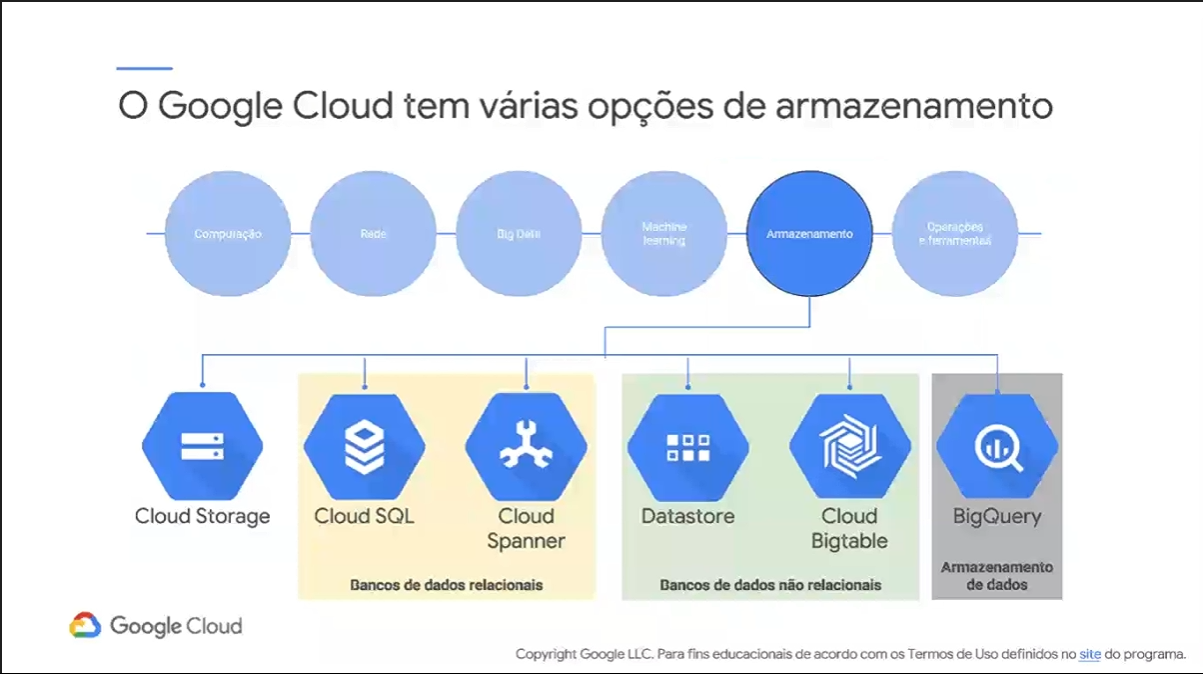 O Google Cloud tem várias opções de armazenamento
Computação
Rede
Big Data
Machine
learning
Armazenamento
Operações
e ferramentas
Cloud Storage
Cloud SQL
Cloud
Spanner
Bancos de dados relacionais
Datastore
Cloud
Bigtable
Bancos de dados não relacionais
BigQuery
Armazenamento
de dados
Google Cloud
Copyright Google LLC. Para fins educacionais de acordo com os Termos de Uso definidos no site do programa.